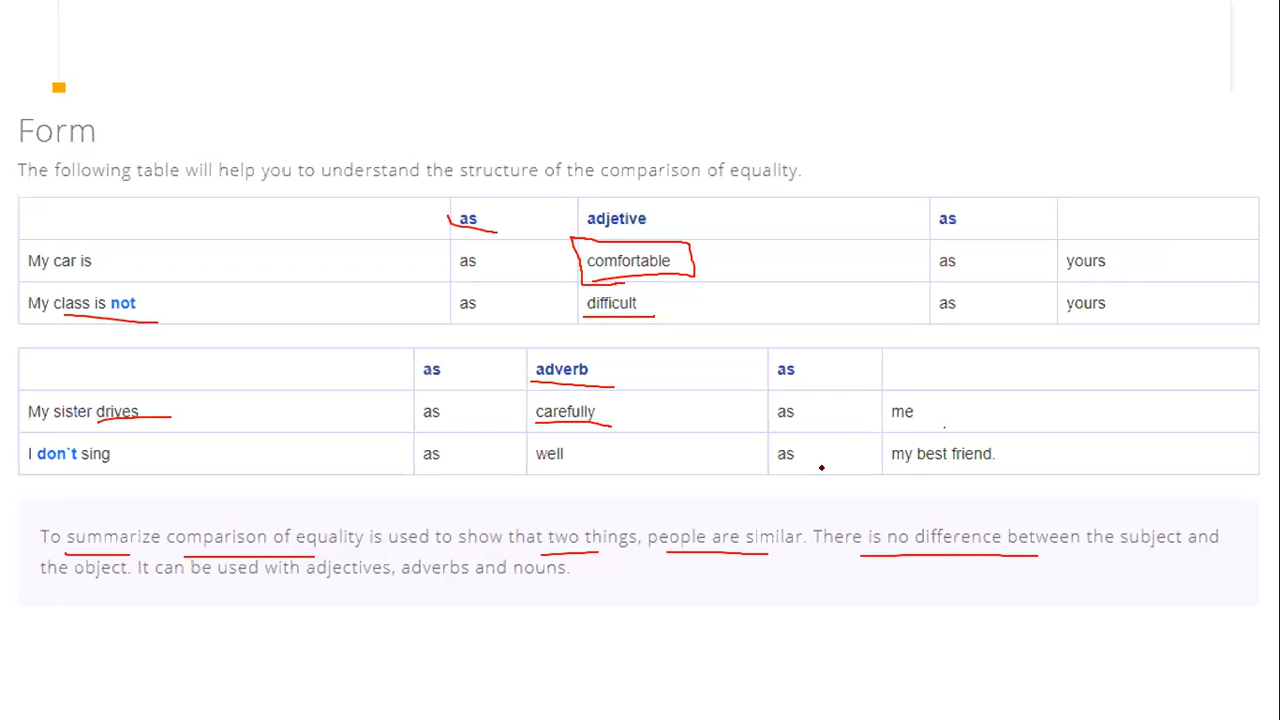 Form
The following table will help you to understand the structure of the comparison of equality.
as adjetive as
My car is as comfortable as yours
My class is not as difficult as yours
as adverb as
My sister drives as carefully as me
I don`t sing as well as my best friend.
To summarize comparison of equality is used to show that two things, people are similar. There is no difference between the subject and
the object. It can be used with adjectives, adverbs and nouns.